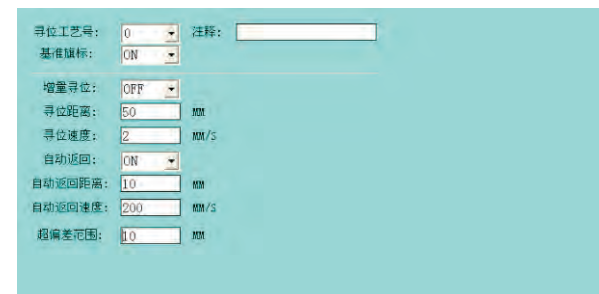 寻位工艺号: 0 注释:
基准旗标: ON
增量寻位: OFF
寻位距离: 50 MM
寻位速度: 2 MM/S
自动返回: ON
自动返回距离: 10 MM
自动返回速度: 200 MM/S
超偏差范围: 10 MM